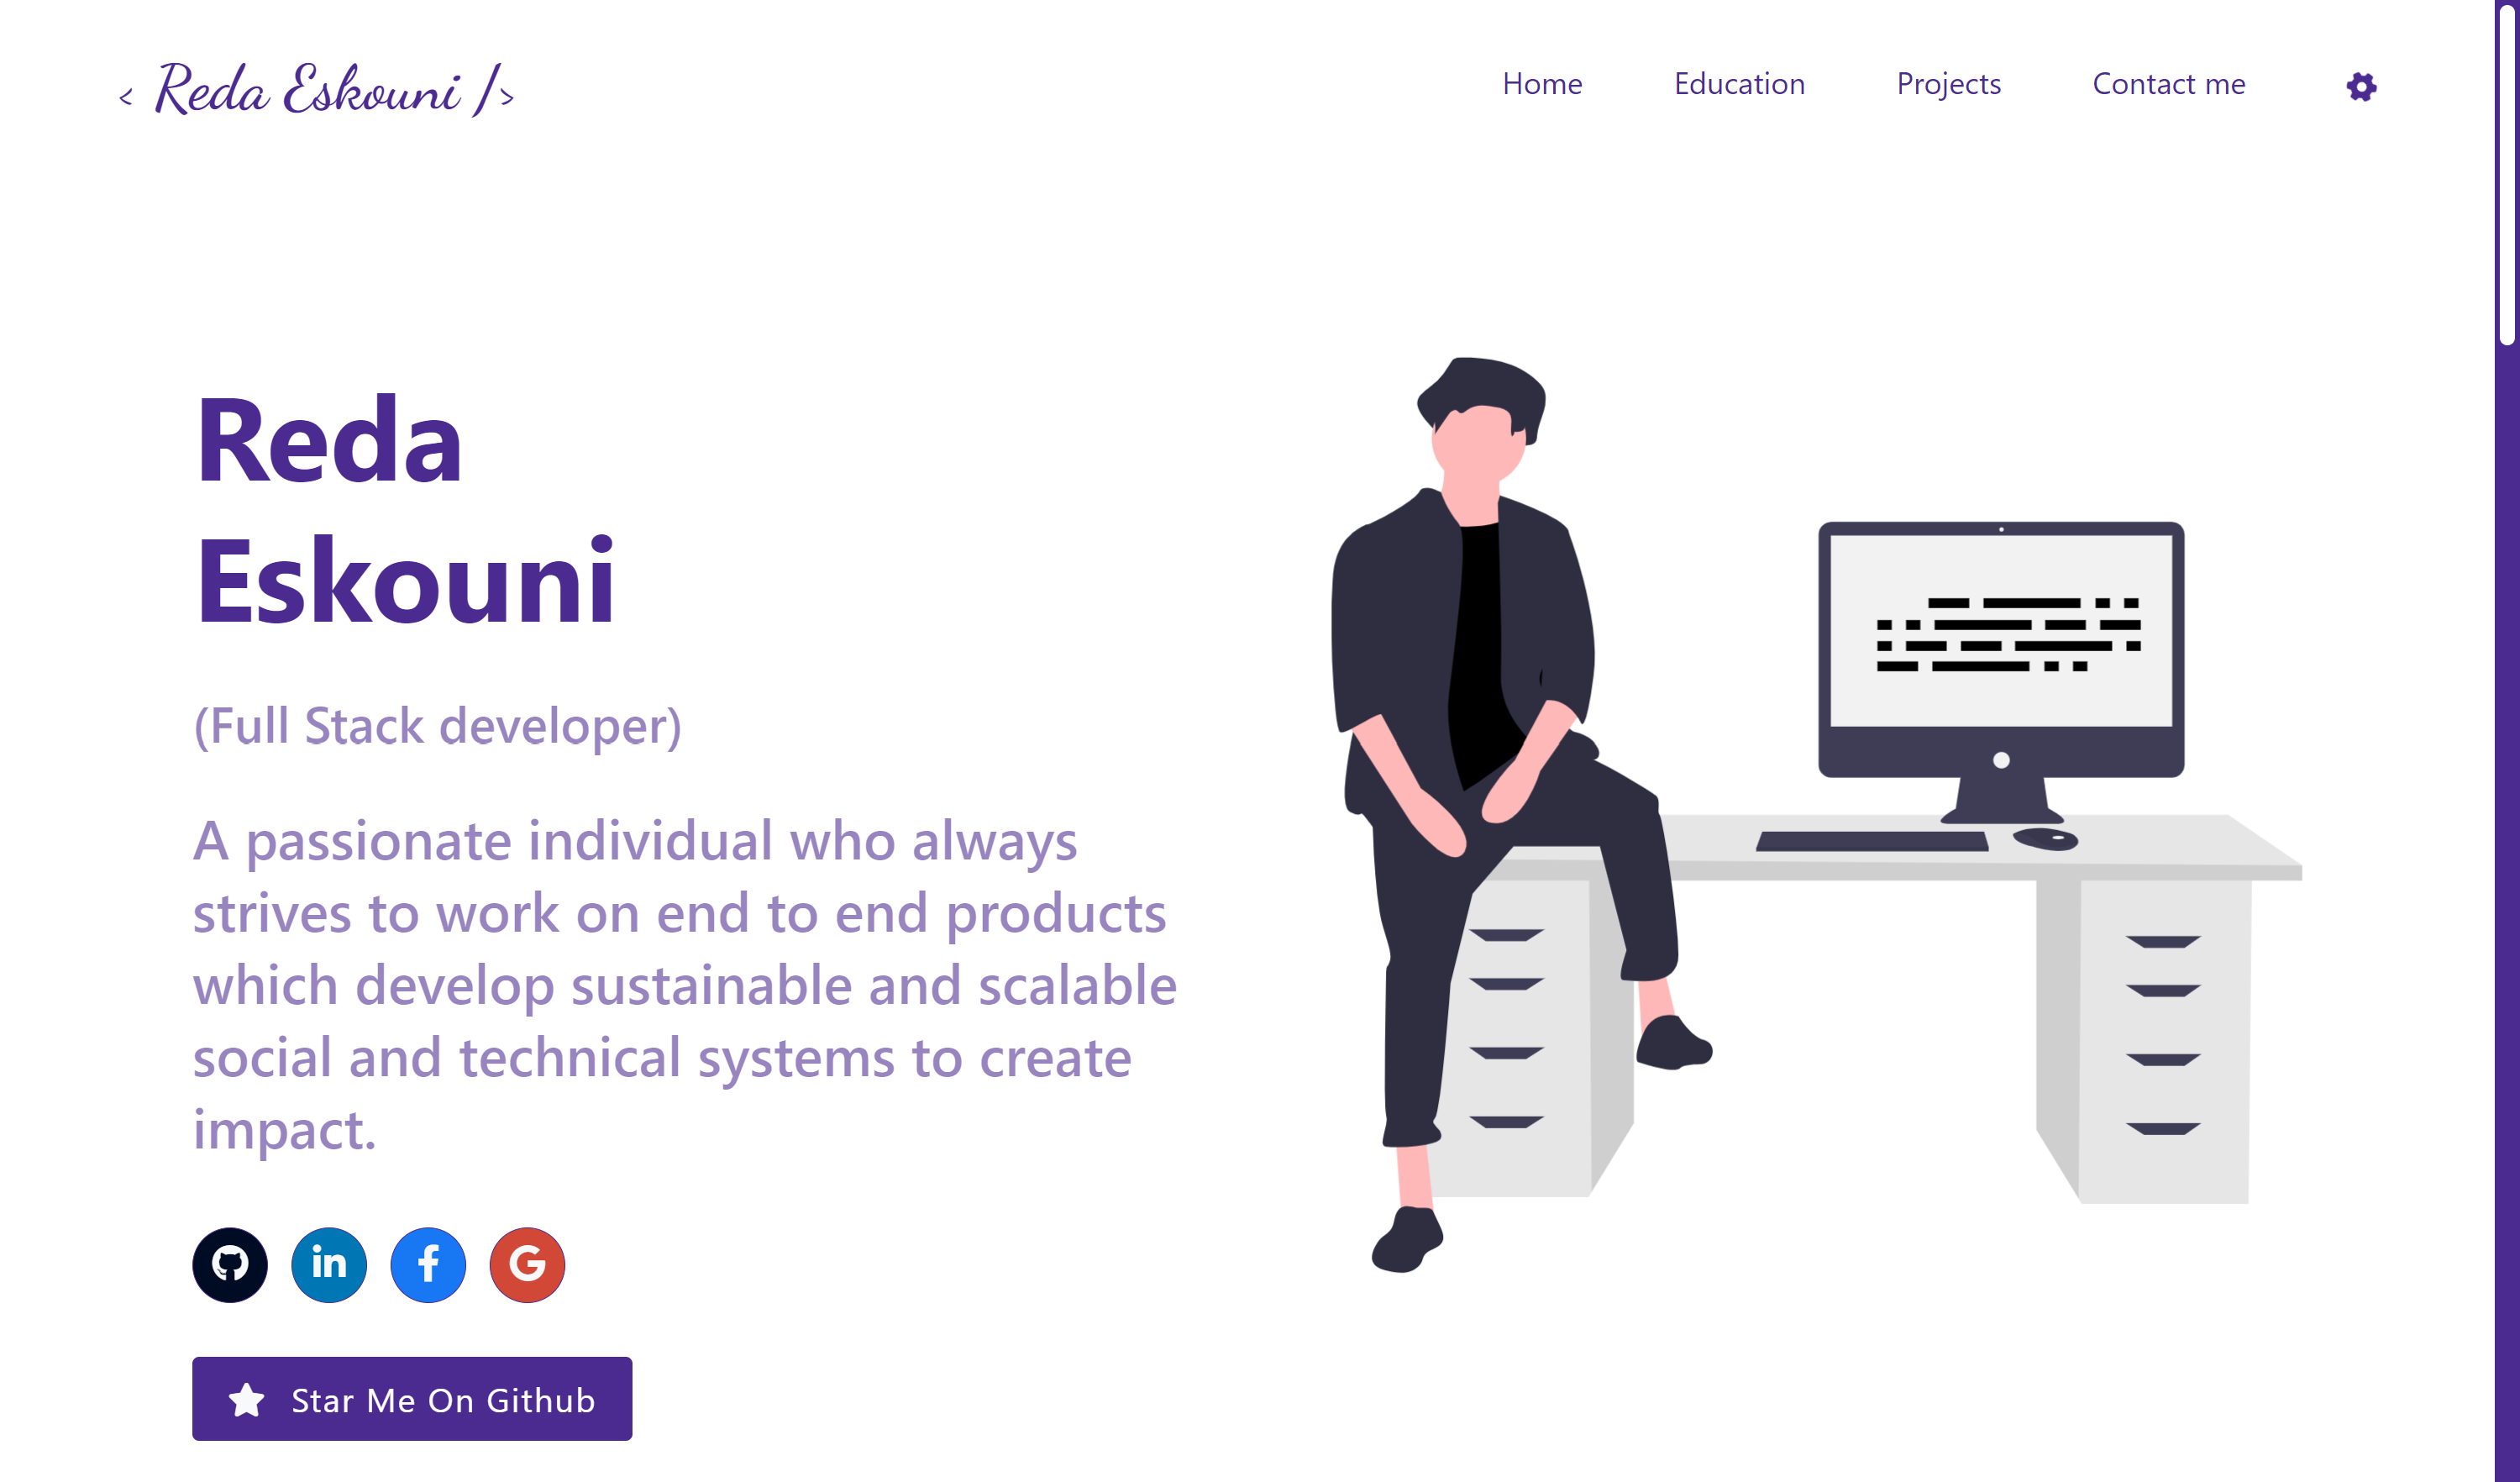 < Reda Eskouni />
Home Education Projects Contact me
Reda
Eskouni
(Full Stack developer)
A passionate individual who always
strives to work on end to end products
which develop sustainable and scalable
social and technical systems to create
impact.
Star Me On Github